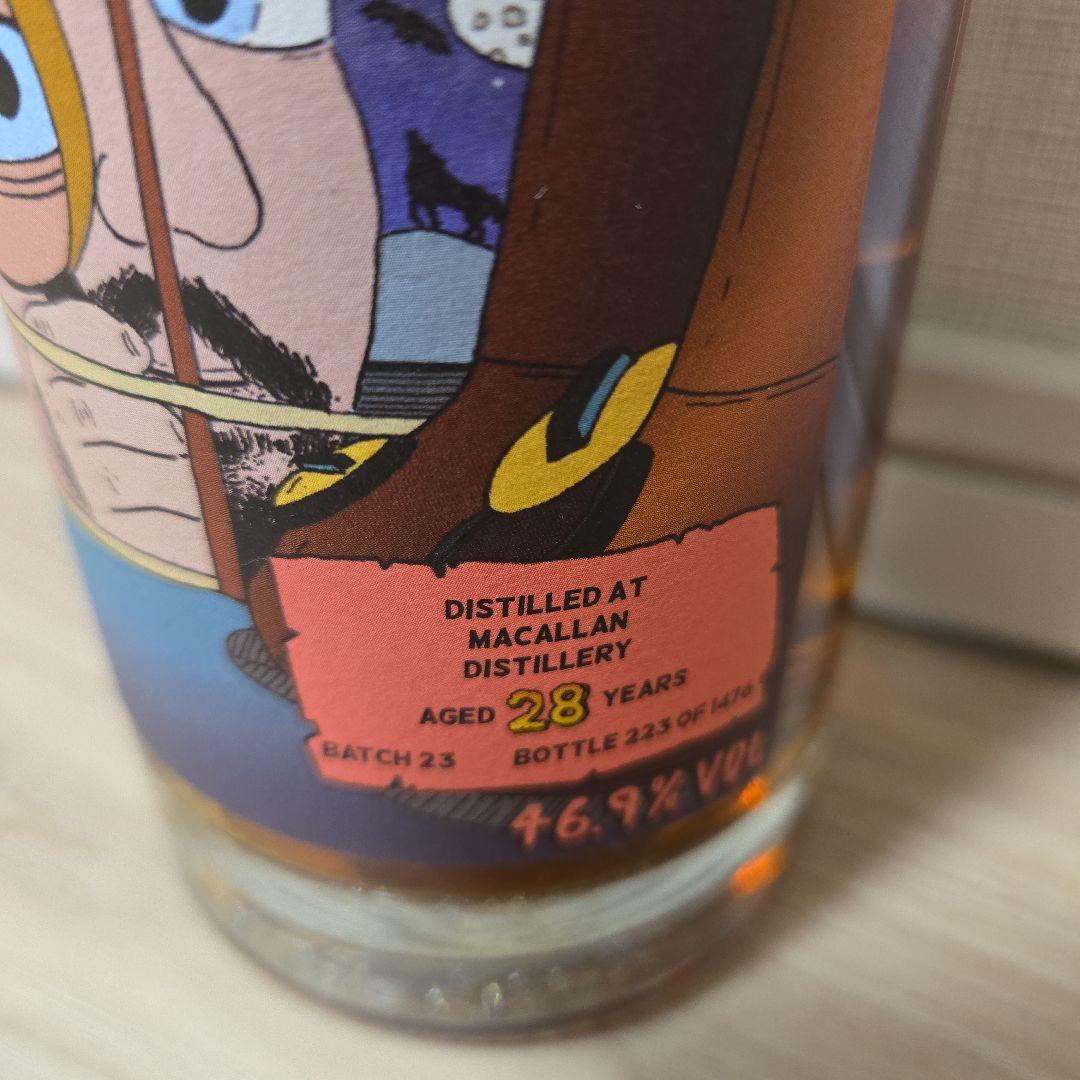 DISTILLED AT
MACALLAN
DISTILLERY
AGED 28 YEARS
BATCH 23 BOTTLE 223 OF 1476
46.9% VOL